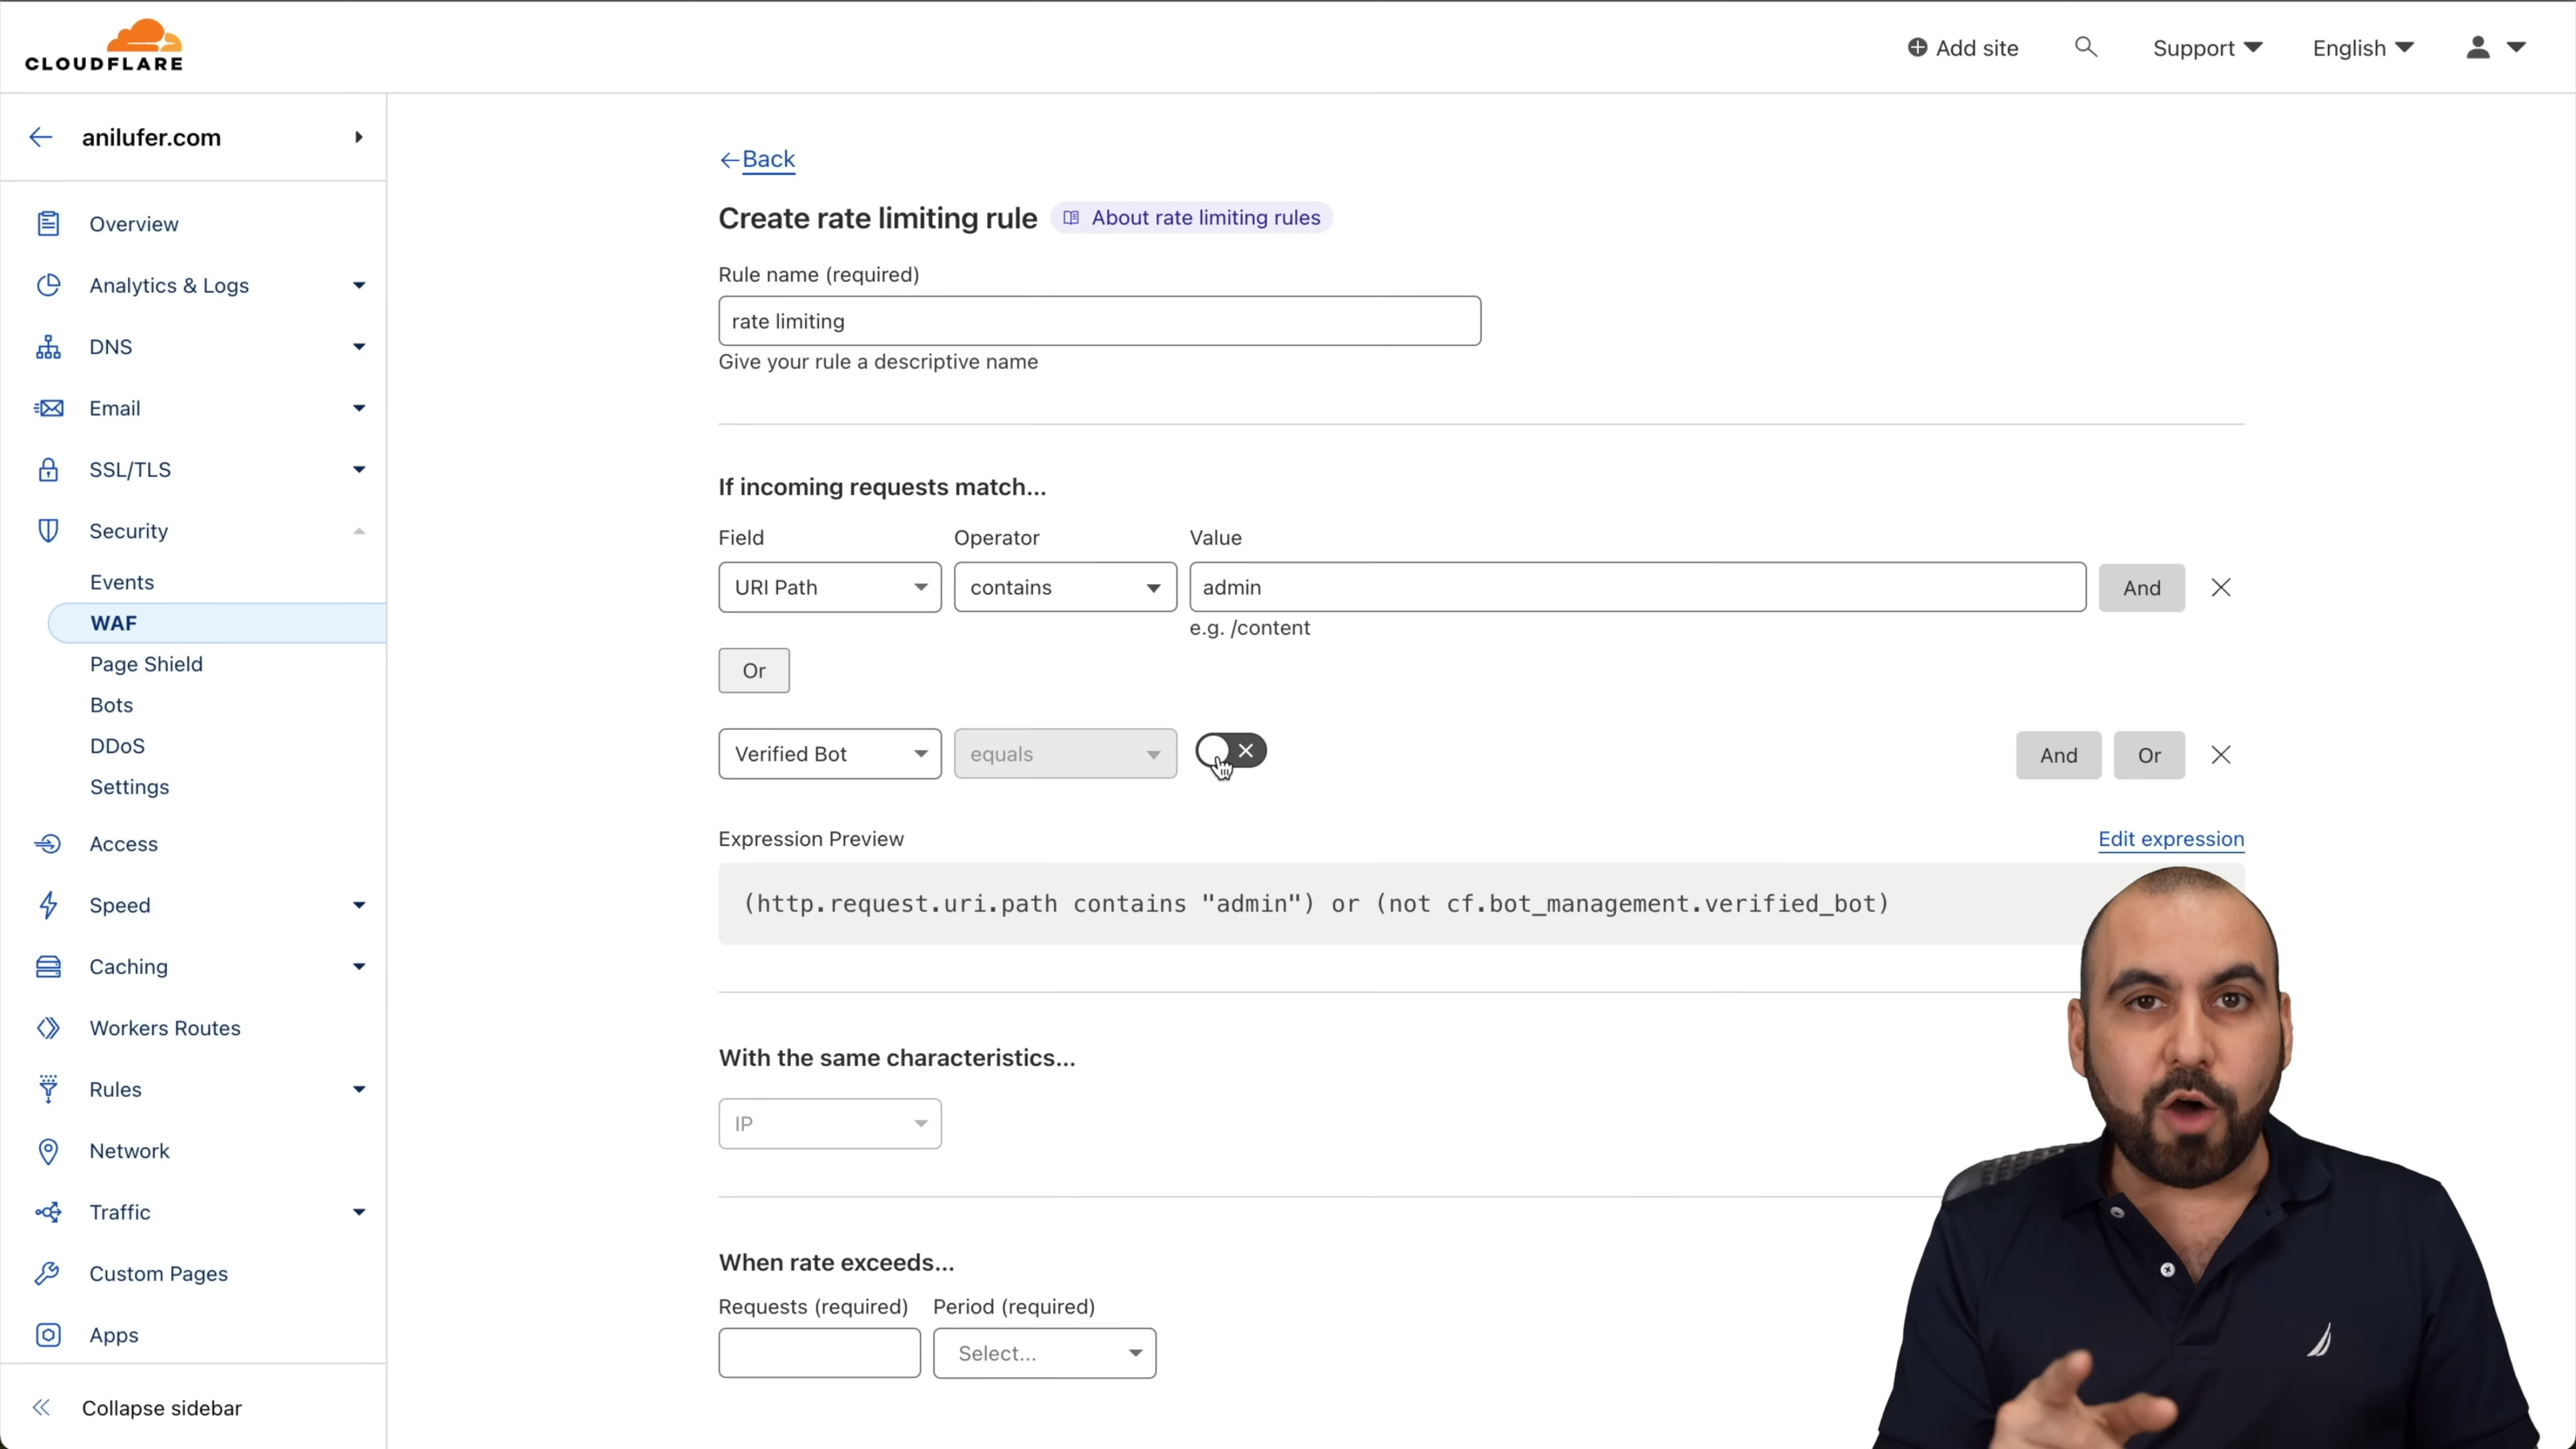 CLOUDFLARE
Add site
Support
English
anilufer.com
Overview
Analytics & Logs
DNS
Email
SSL/TLS
Security
Events
WAF
Page Shield
Bots
DDoS
Settings
Access
Speed
Caching
Workers Routes
Rules
Network
Traffic
Custom Pages
Apps
Collapse sidebar
Back
Create rate limiting rule About rate limiting rules
Rule name (required)
rate limiting
Give your rule a descriptive name
If incoming requests match...
Field Operator Value
URI Path contains admin And
e.g. /content
Or
Verified Bot equals And Or
Expression Preview Edit expression
(http.request.uri.path contains "admin") or (not cf.bot_management.verified_bot)
With the same characteristics...
IP
When rate exceeds...
Requests (required) Period (required)
Select...